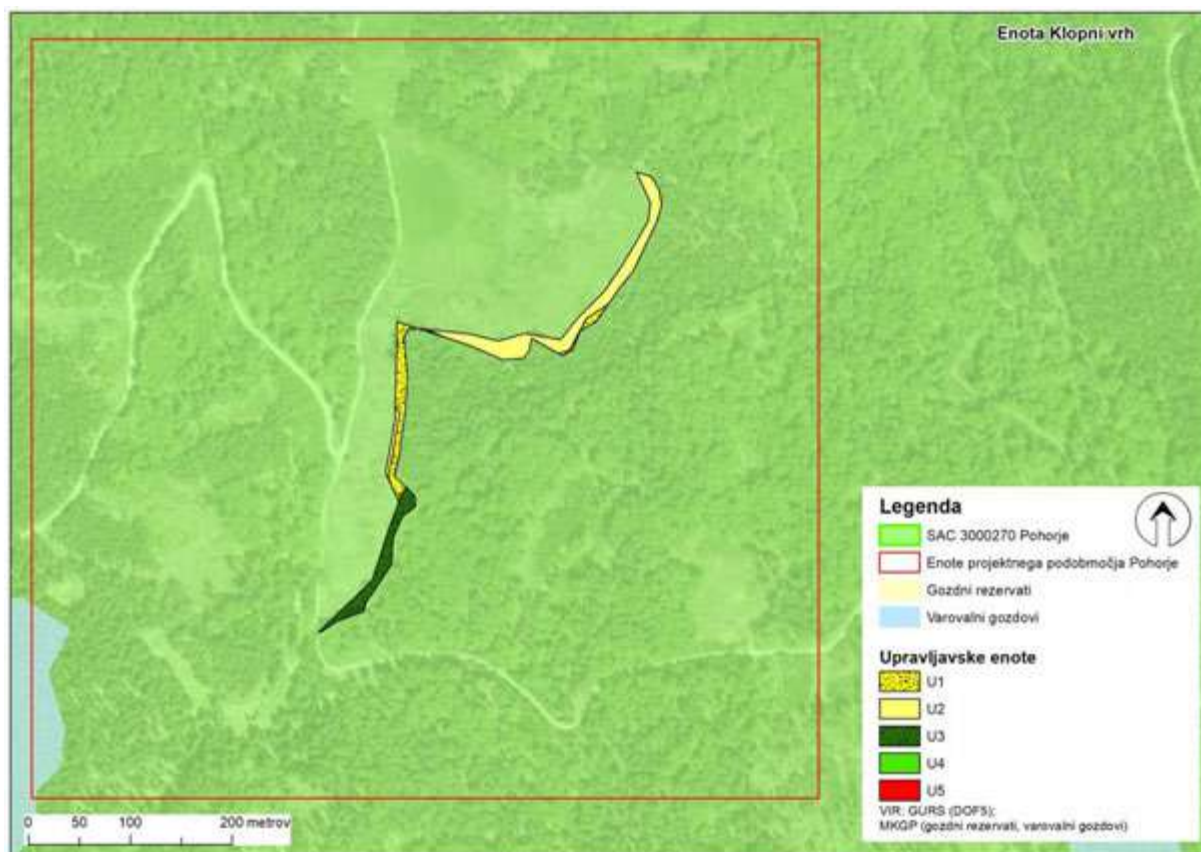 Enota Klopni vrh
Legenda
SAC 3000270 Pohorje
Enote projektnega podobmočja Pohorje
Gozdni rezervati
Varovalni gozdovi
Upravljavske enote
U1
U2
U3
U4
U5
VIR: GURS (DOF5);
MKGP (gozdni rezervati, varovalni gozdovi)
0 50 100 200 metrov